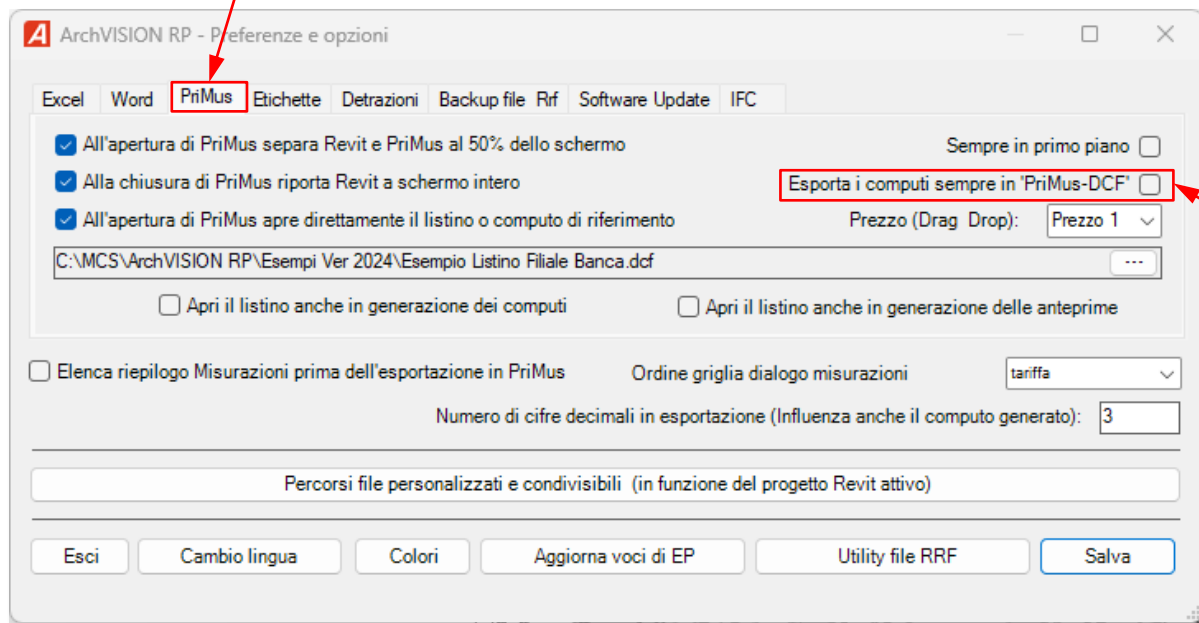 ArchVISION RP - Preferenze e opzioni
Excel Word PriMus Etichette Detrazioni Backup file Rrf Software Update IFC
All'apertura di PriMus separa Revit e PriMus al 50% dello schermo
Sempre in primo piano
Alla chiusura di PriMus riporta Revit a schermo intero
Esporta i computi sempre in 'PriMus-DCF'
All'apertura di PriMus apre direttamente il listino o computo di riferimento
Prezzo (Drag Drop): Prezzo 1
C:\MCS\ArchVISION RP\Esempi Ver 2024\Esempio Listino Filiale Banca.dcf ...
Apri il listino anche in generazione dei computi
Apri il listino anche in generazione delle anteprime
Elenca riepilogo Misurazioni prima dell'esportazione in PriMus
Ordine griglia dialogo misurazioni tariffa
Numero di cifre decimali in esportazione (Influenza anche il computo generato): 3
Percorsi file personalizzati e condivisibili (in funzione del progetto Revit attivo)
Esci Cambio lingua Colori Aggiorna voci di EP Utility file RRF Salva